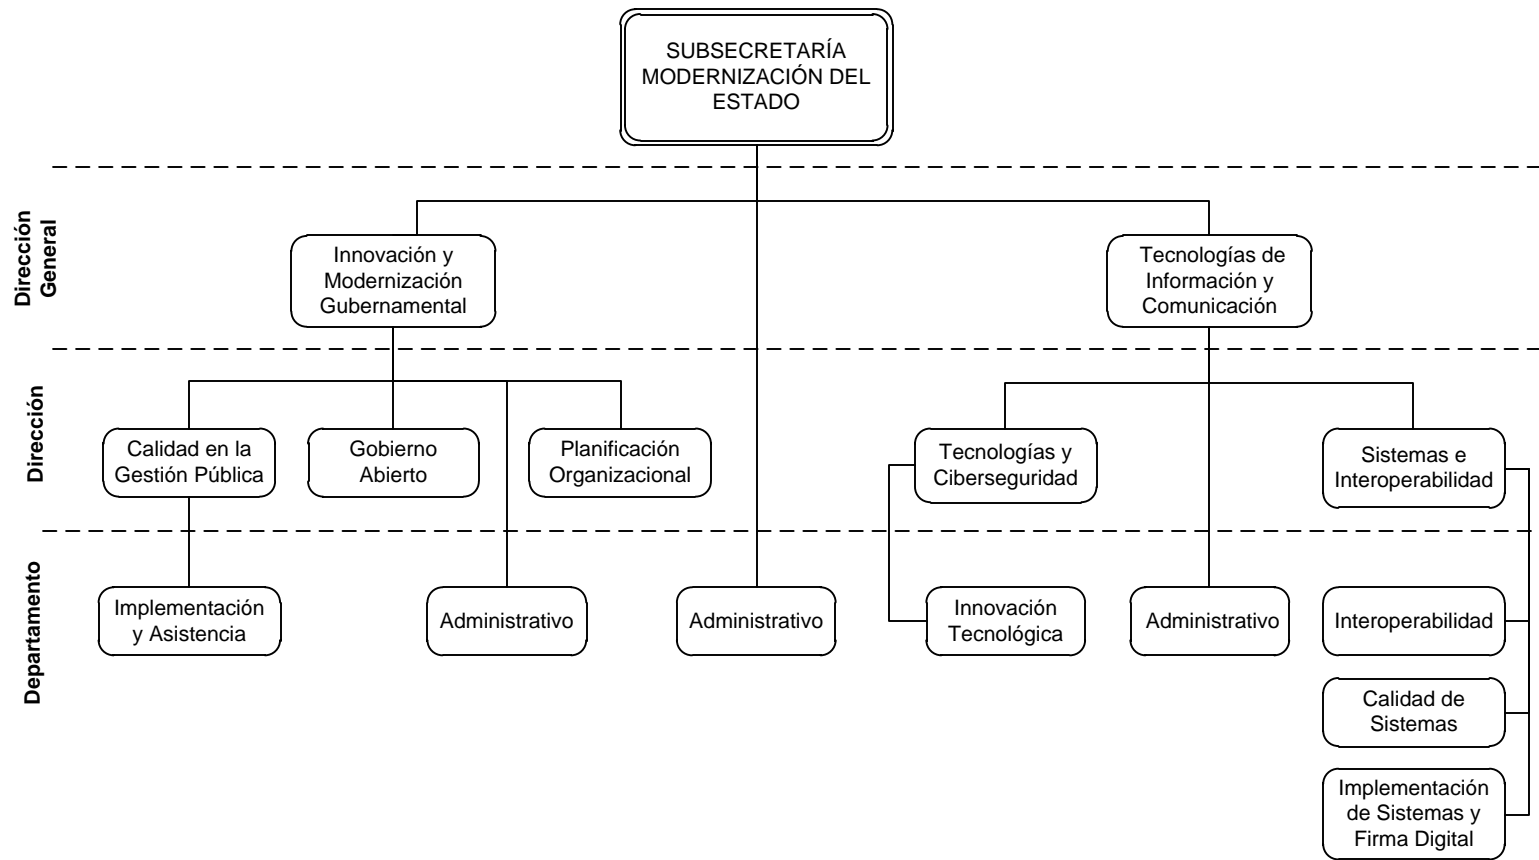 SUBSECRETARÍA
MODERNIZACIÓN DEL
ESTADO
Dirección
General
Innovación y
Modernización
Gubernamental
Tecnologías de
Información y
Comunicación
Dirección
Calidad en la
Gestión Pública
Gobierno
Abierto
Planificación
Organizacional
Tecnologías y
Ciberseguridad
Sistemas e
Interoperabilidad
Departamento
Implementación
y Asistencia
Administrativo
Administrativo
Innovación
Tecnológica
Administrativo
Interoperabilidad
Calidad de
Sistemas
Implementación
de Sistemas y
Firma Digital